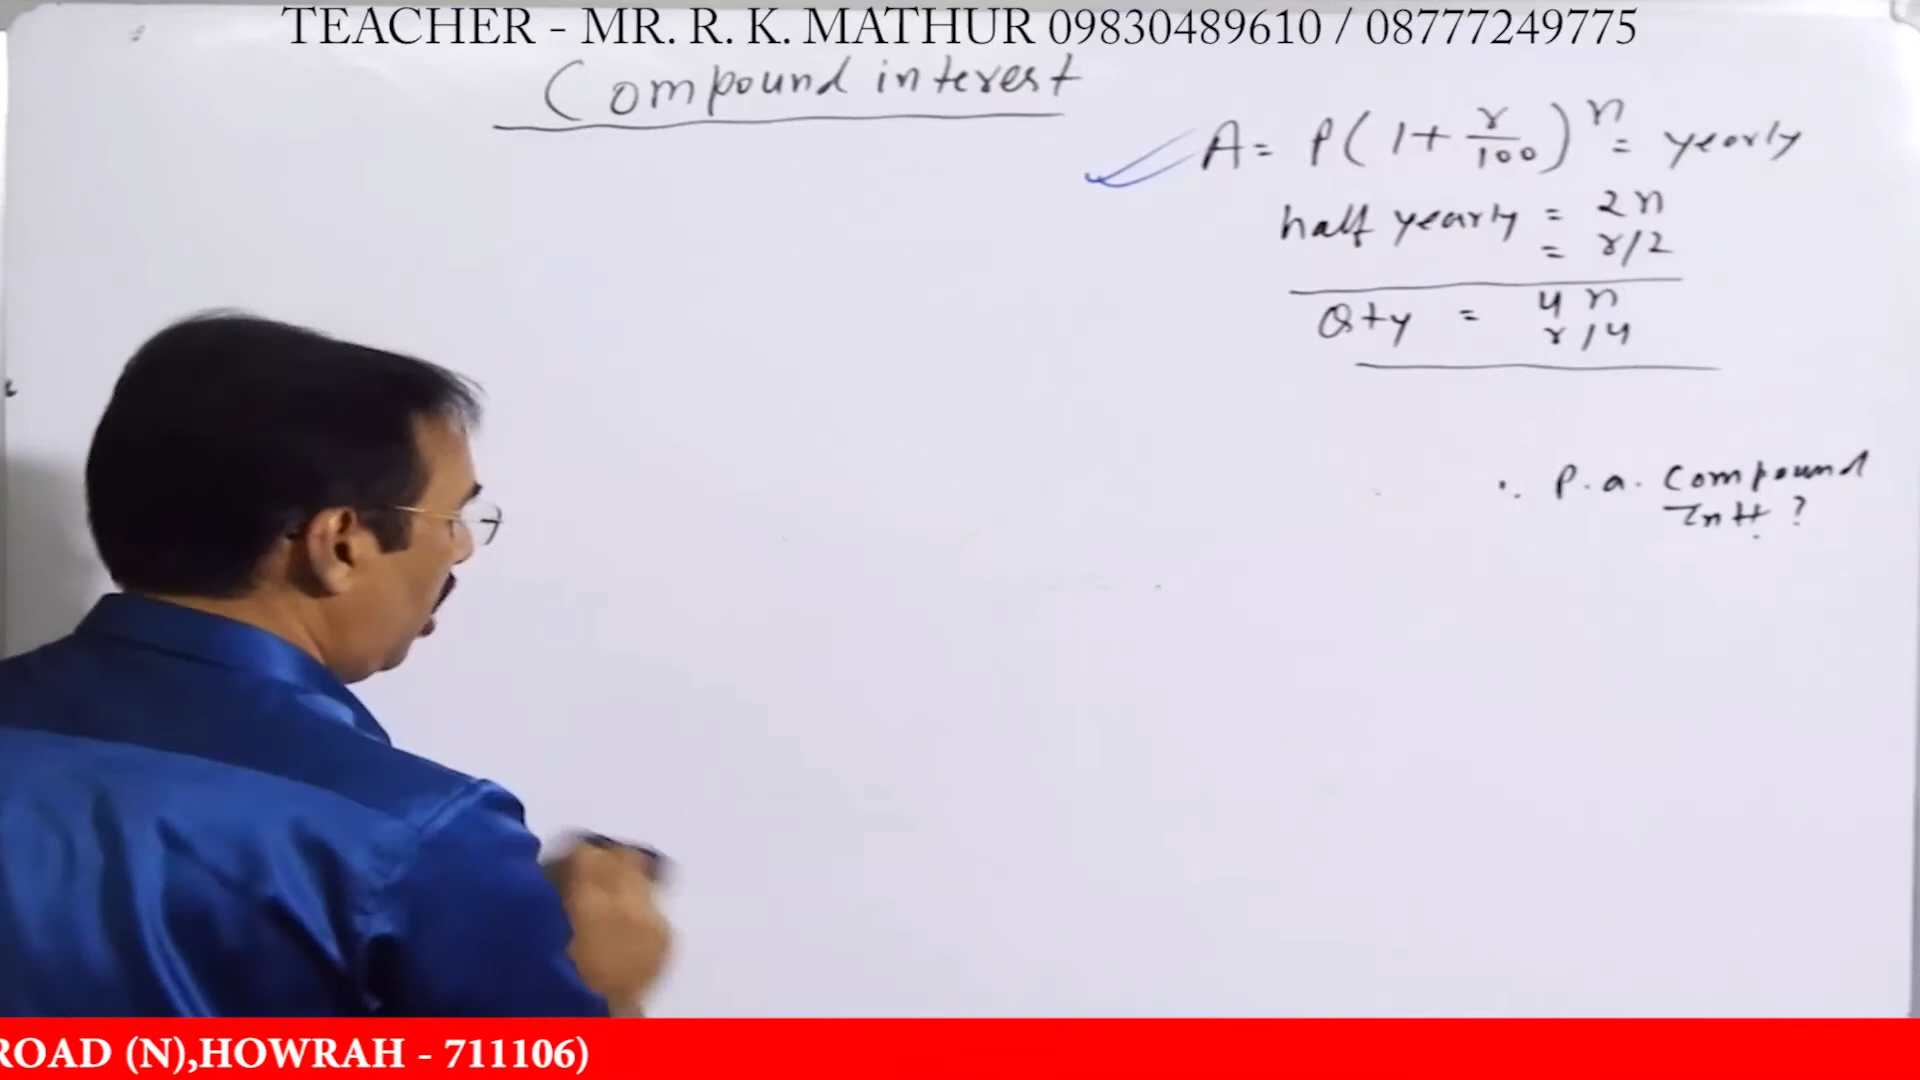 TEACHER - MR. R. K. MATHUR 09830489610 / 08777249775
Compound interest
A = P(1+ r/100)^n = yearly
half yearly = 2n
= r/2
Qty = 4n
r/4
∴ P.a. Compound
Intt ?
ROAD (N),HOWRAH - 711106)